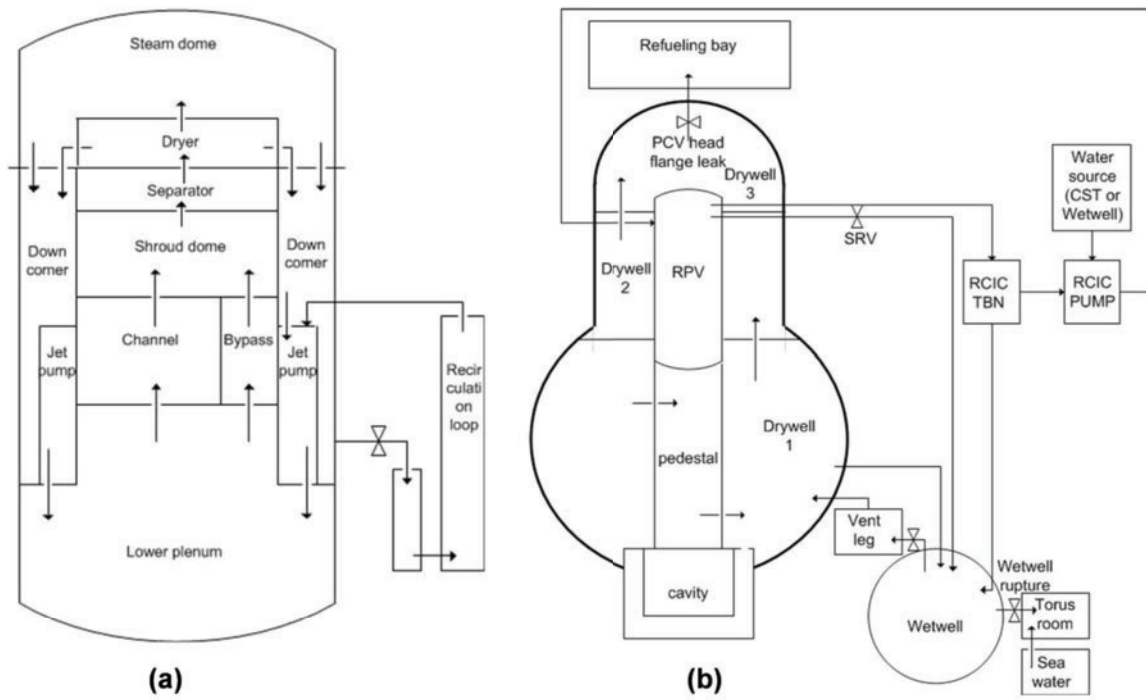 Steam dome
Dryer
Separator
Shroud dome
Down
comer
Down
comer
Channel
Bypass
Jet
pump
Jet
pump
Recir
culati
on
loop
Lower plenum
(a)
Refueling bay
PCV head
flange leak
Drywell
3
Drywell
2
RPV
SRV
Water
source
(CST or
Wetwell)
RCIC
TBN
RCIC
PUMP
Drywell
1
pedestal
Vent
leg
cavity
Wetwell
Wetwell
rupture
Torus
room
Sea
water
(b)